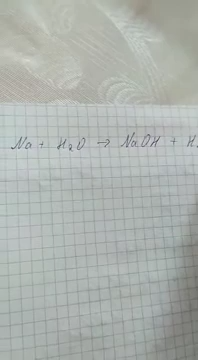 Na + H₂O → NaOH + H